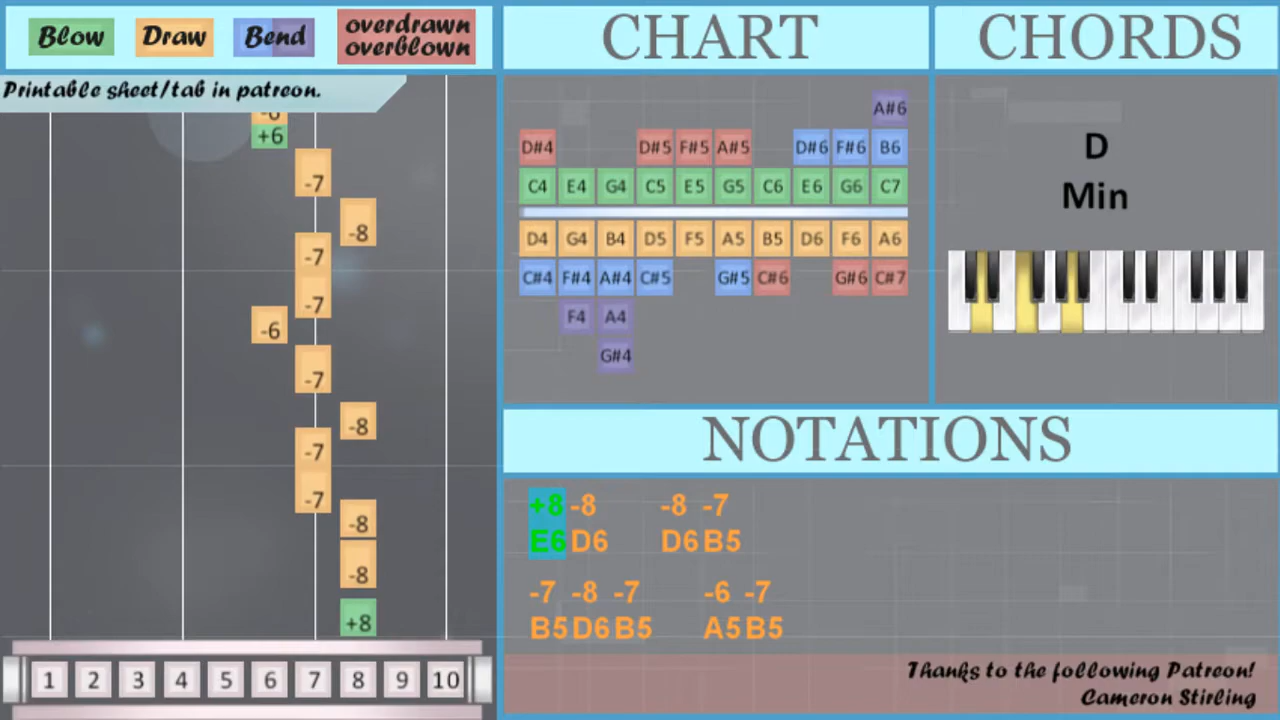 Blow Draw Bend overdrawn
overblown
Printable sheet/tab in patreon.
-6
+6
-7
-8
-7
-7
-6
-7
-8
-7
-7
-8
-8
+8
1 2 3 4 5 6 7 8 9 10
CHART
A#6
D#4 D#5 F#5 A#5 D#6 F#6 B6
C4 E4 G4 C5 E5 G5 C6 E6 G6 C7
D4 G4 B4 D5 F5 A5 B5 D6 F6 A6
C#4 F#4 A#4 C#5 G#5 C#6 G#6 C#7
F4 A4
G#4
CHORDS
D
Min
NOTATIONS
+8 -8 -8 -7
E6 D6 D6 B5
-7 -8 -7 -6 -7
B5 D6 B5 A5 B5
Thanks to the following Patreon!
Cameron Stirling